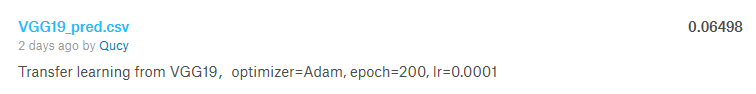 VGG19_pred.csv 0.06498
2 days ago by Qucy
Transfer learning from VGG19，optimizer=Adam, epoch=200, lr=0.0001